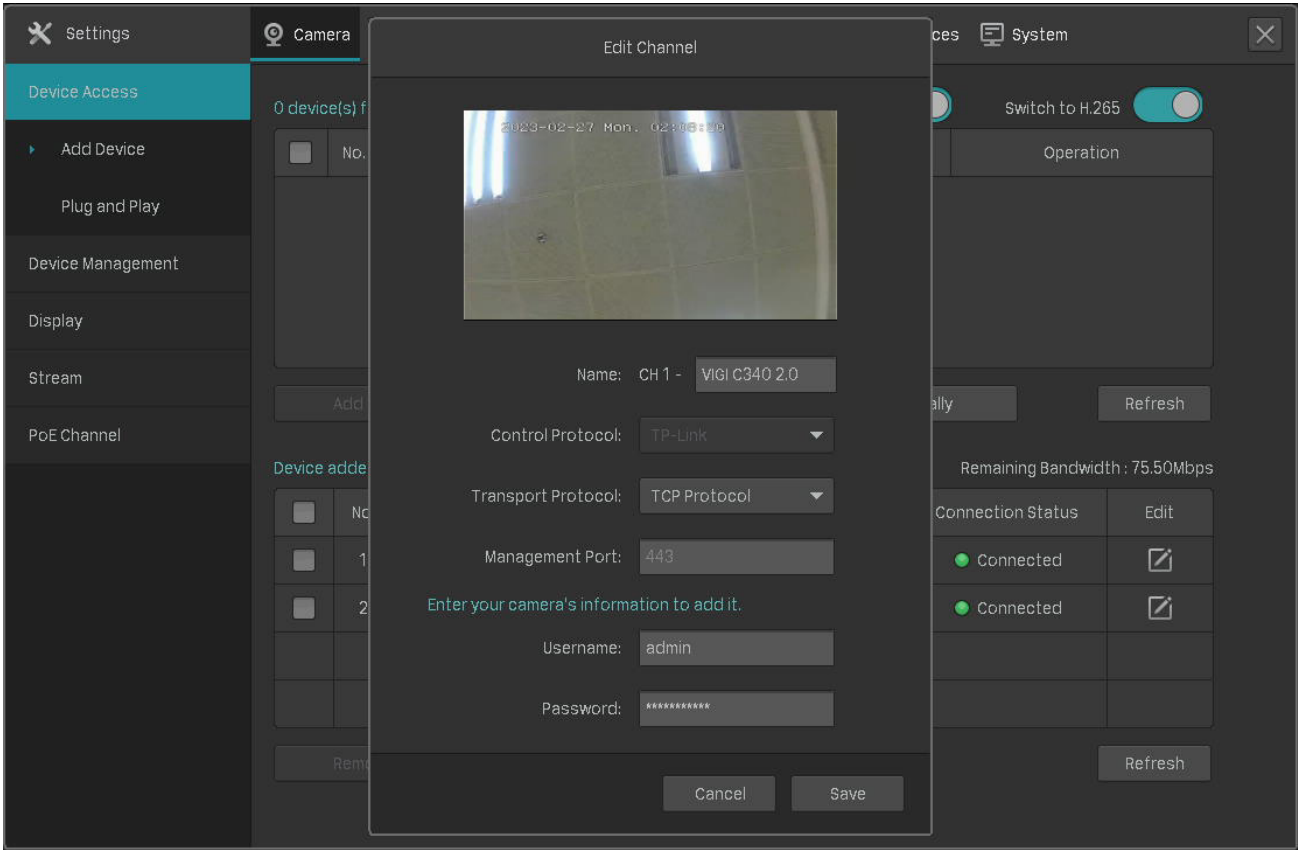 Settings
Camera
ces
System
Device Access
Add Device
Plug and Play
Device Management
Display
Stream
PoE Channel
0 device(s) f
Switch to H.265
No.
Operation
Add
ally
Refresh
Device adde
Remaining Bandwidth : 75.50Mbps
No
Connection Status
Edit
1
Connected
2
Connected
Remo
Refresh
Edit Channel
2023-02-27 Mon. 02:08:50
Name: CH 1 - VIGI C340 2.0
Control Protocol: TP-Link
Transport Protocol: TCP Protocol
Management Port: 443
Enter your camera's information to add it.
Username: admin
Password: ***********
Cancel
Save